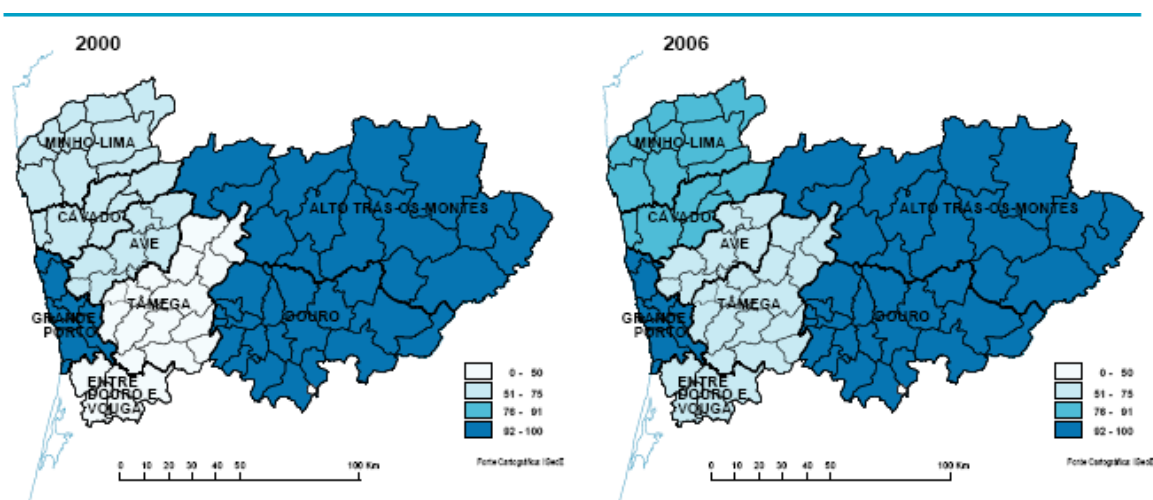 2000
MINHO-LIMA
CÁVADO
AVE
ALTO TRÁS-OS-MONTES
TÂMEGA
GRANDE
PORTO
DOURO
ENTRE
DOURO E
VOUGA
0 - 50
51 - 75
76 - 91
92 - 100
Fonte Cartográfica: ISeoE
0 10 20 30 40 50 100 Km
2006
MINHO-LIMA
CÁVADO
AVE
ALTO TRÁS-OS-MONTES
TÂMEGA
GRANDE
PORTO
DOURO
ENTRE
DOURO E
VOUGA
0 - 50
51 - 75
76 - 91
92 - 100
Fonte Cartográfica: ISeoE
0 10 20 30 40 50 100 Km